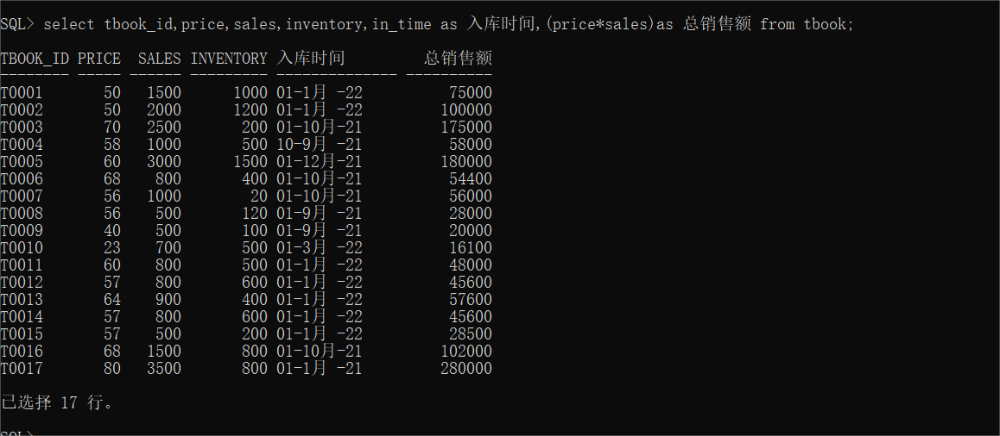 SQL> select tbook_id,price,sales,inventory,in_time as 入库时间,(price*sales)as 总销售额 from tbook;
TBOOK_ID PRICE  SALES INVENTORY 入库时间         总销售额
-------- ----- ------ --------- -------------- ----------
T0001       50   1500      1000 01-1月 -22          75000
T0002       50   2000      1200 01-1月 -22         100000
T0003       70   2500       200 01-10月-21         175000
T0004       58   1000       500 10-9月 -21          58000
T0005       60   3000      1500 01-12月-21         180000
T0006       68    800       400 01-10月-21          54400
T0007       56   1000        20 01-10月-21          56000
T0008       56    500       120 01-9月 -21          28000
T0009       40    500       100 01-9月 -21          20000
T0010       23    700       500 01-3月 -22          16100
T0011       60    800       500 01-1月 -22          48000
T0012       57    800       600 01-1月 -22          45600
T0013       64    900       400 01-1月 -22          57600
T0014       57    800       600 01-1月 -22          45600
T0015       57    500       200 01-1月 -22          28500
T0016       68   1500       800 01-10月-21         102000
T0017       80   3500       800 01-1月 -21         280000
已选择 17 行。
SQL>